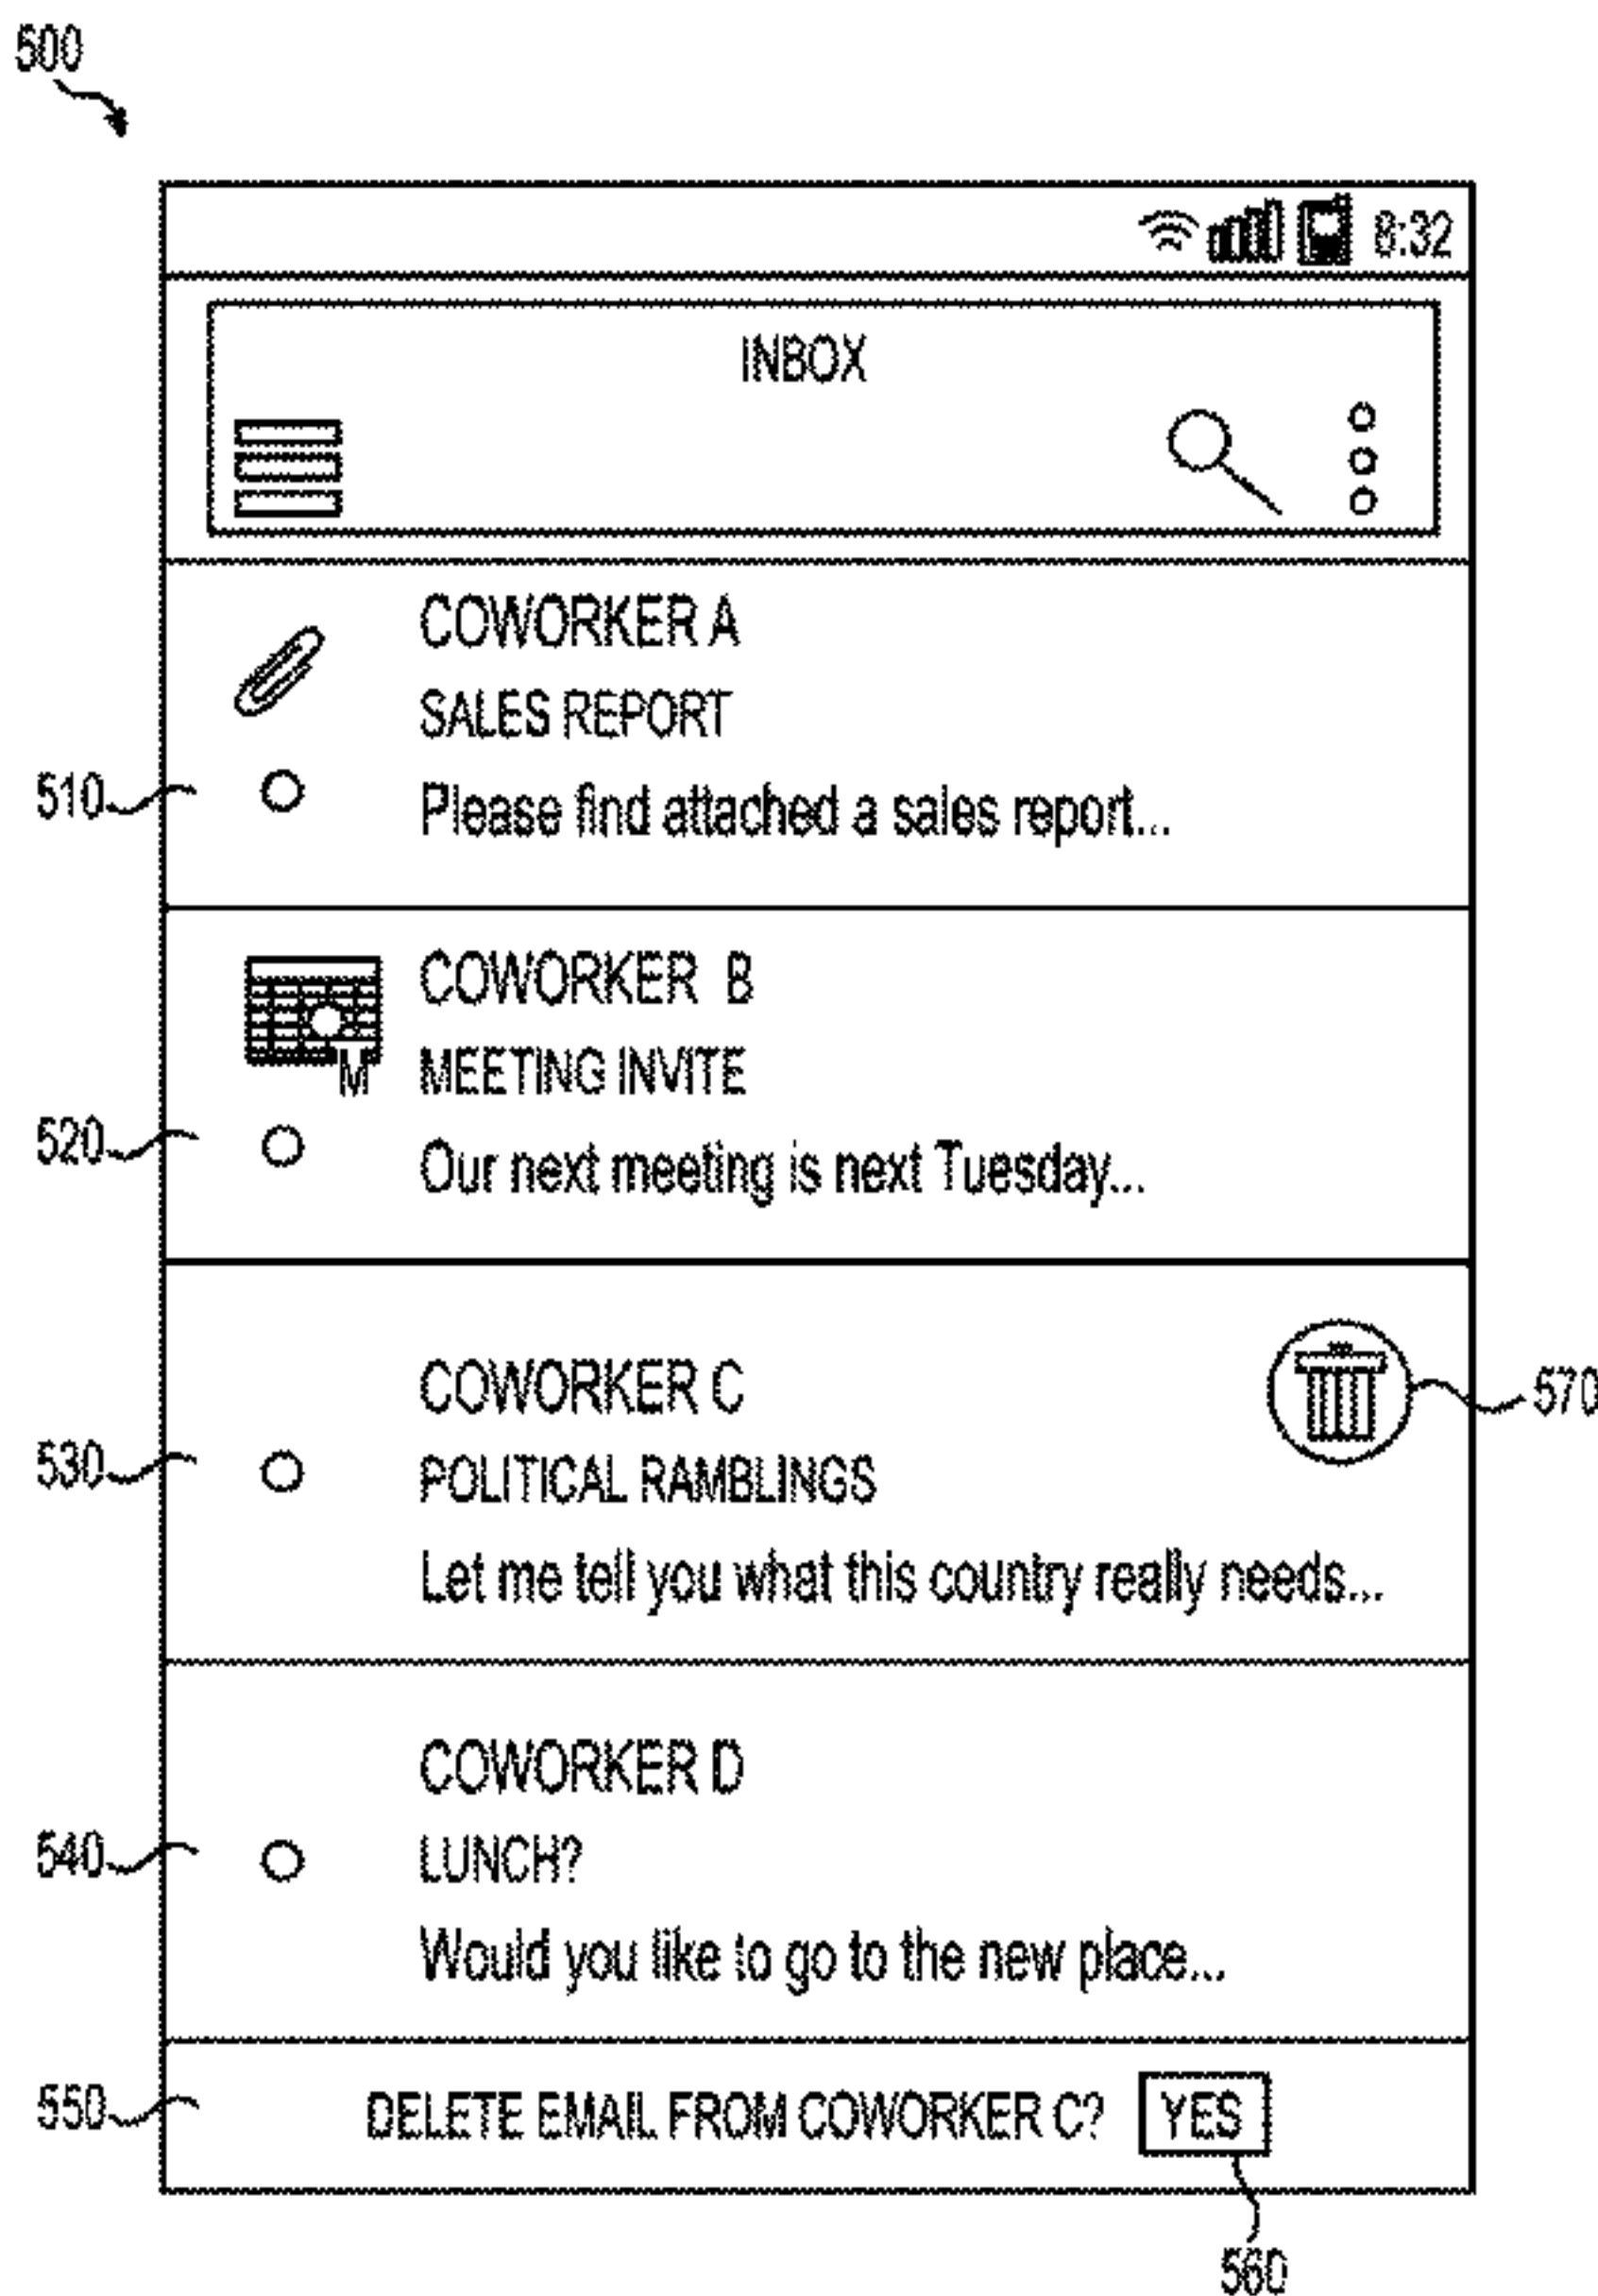 500
8:32
INBOX
COWORKER A
SALES REPORT
510
Please find attached a sales report...
COWORKER B
M
MEETING INVITE
520
Our next meeting is next Tuesday...
COWORKER C
570
530
POLITICAL RAMBLINGS
Let me tell you what this country really needs...
COWORKER D
540
LUNCH?
Would you like to go to the new place...
550
DELETE EMAIL FROM COWORKER C? YES
560